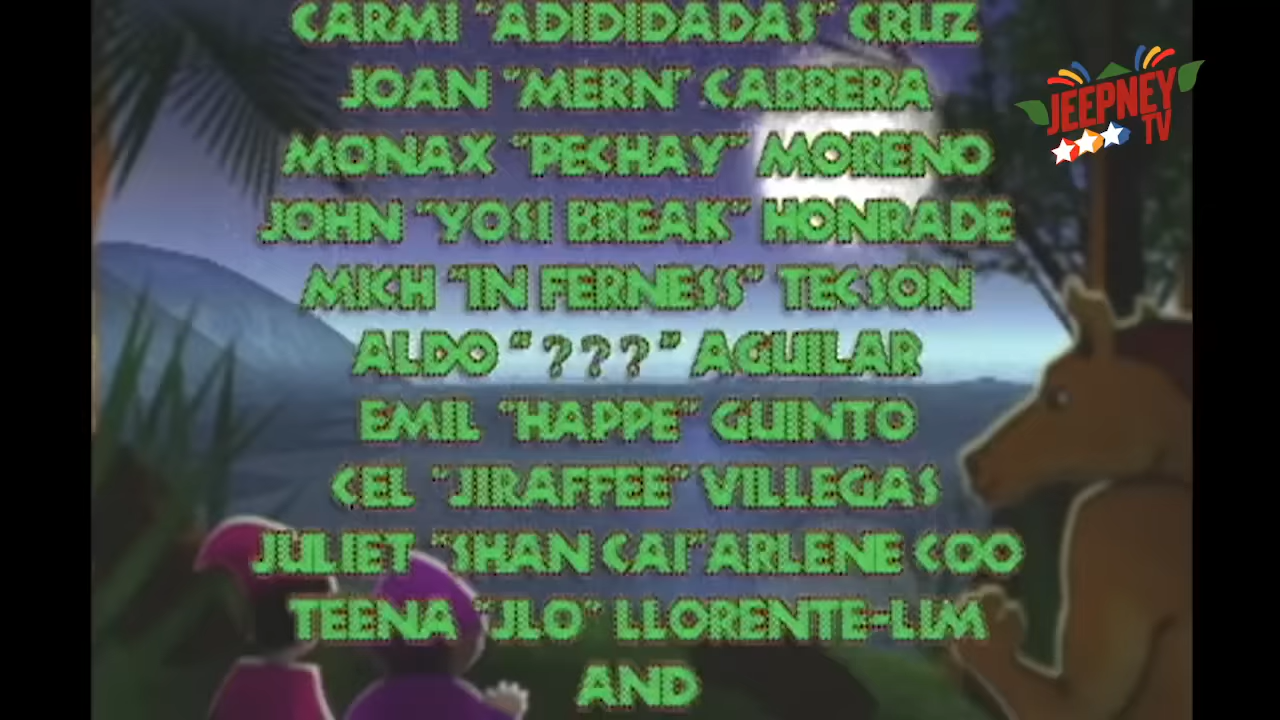 CARMI "ADIDIDADAS" CRUZ
JOAN "MERN" CABRERA
MONAX "PECHAY" MORENO
JOHN "YOSI BREAK" HONRADE
MICH "IN FERNESS" TECSON
ALDO "???" AGUILAR
EMIL "HAPPE" GUINTO
CEL "JIRAFFEE" VILLEGAS
JULIET "SHAN CAI"ARLENE COO
TEENA "JLO" LLORENTE-LIM
AND
JEEPNEY
TV